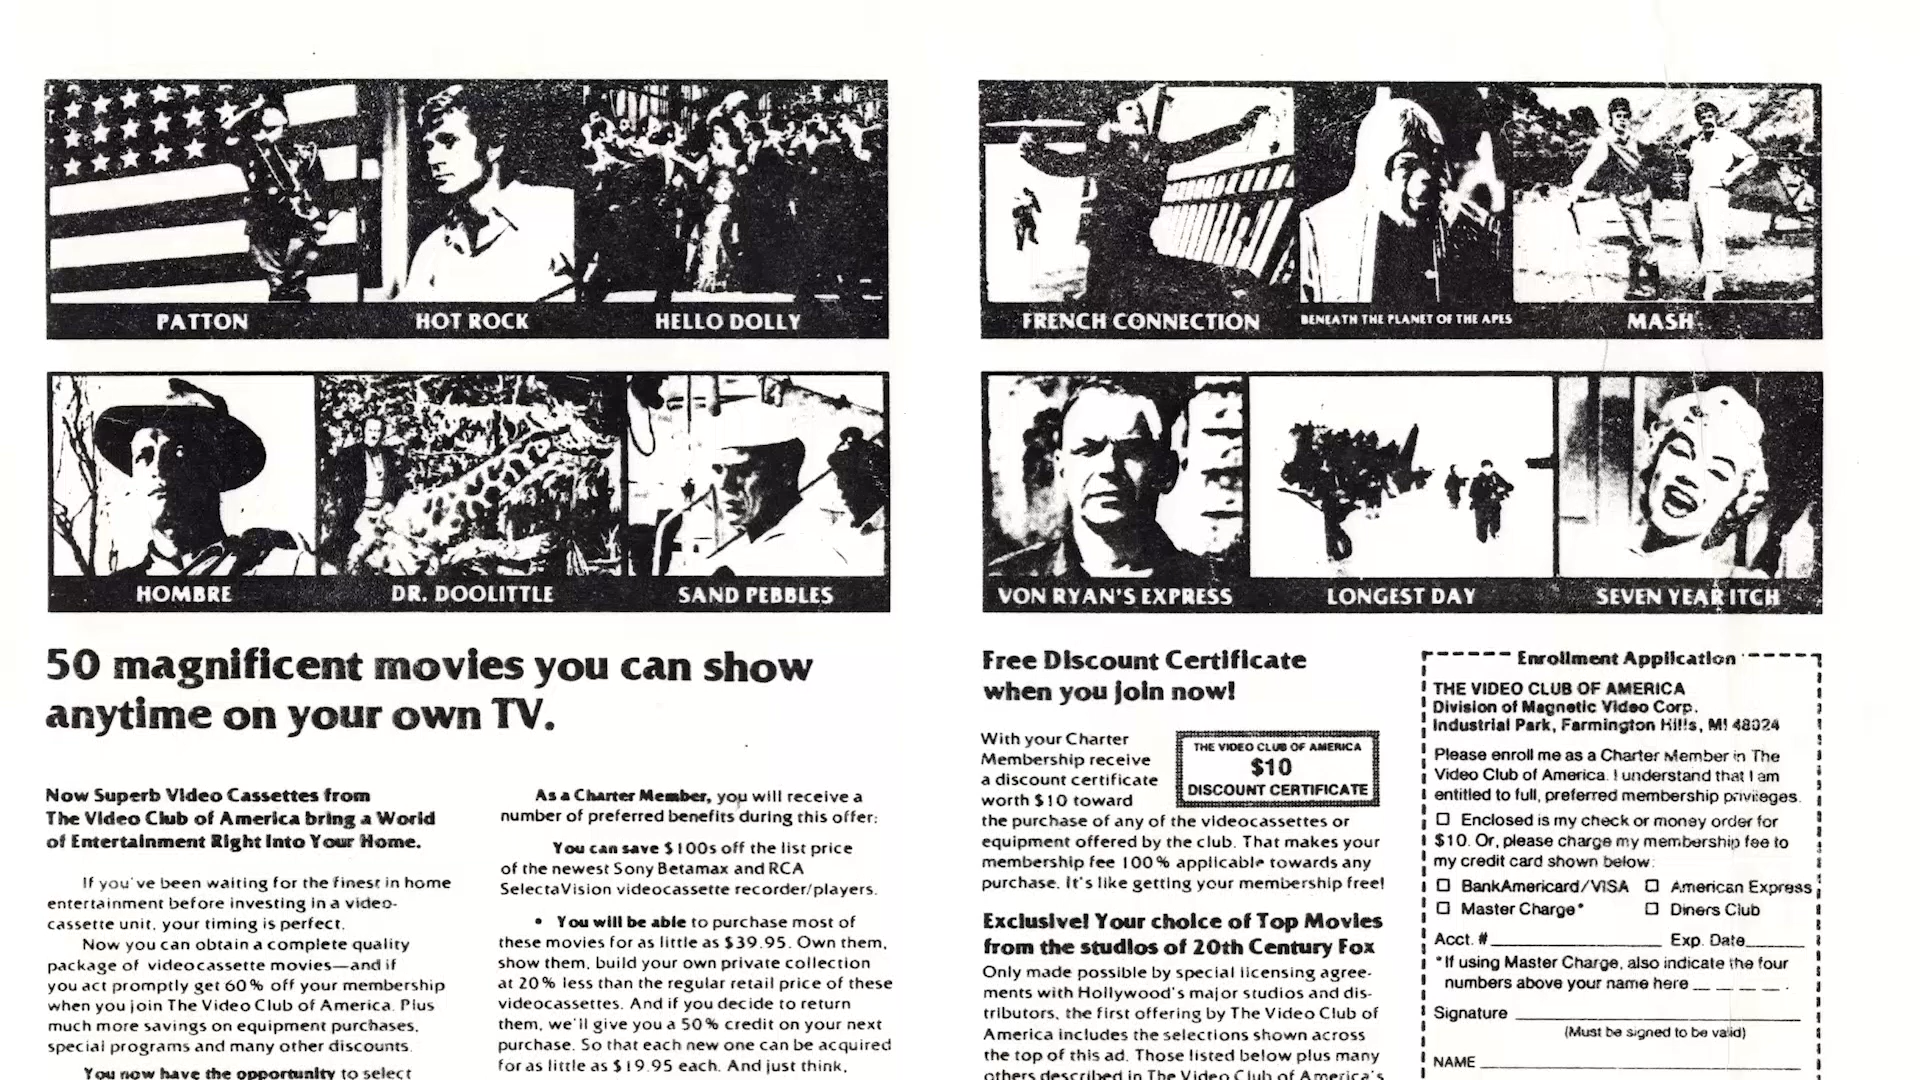 PATTON HOT ROCK HELLO DOLLY
FRENCH CONNECTION BENEATH THE PLANET OF THE APES MASH
HOMBRE DR. DOOLITTLE SAND PEBBLES
VON RYAN'S EXPRESS LONGEST DAY SEVEN YEAR ITCH
50 magnificent movies you can show
anytime on your own TV.
Now Superb Video Cassettes from
The Video Club of America bring a World
of Entertainment Right Into Your Home.
If you've been waiting for the finest in home
entertainment before investing in a video-
cassette unit, your timing is perfect.
Now you can obtain a complete quality
package of videocassette movies—and if
you act promptly get 60% off your membership
when you join The Video Club of America. Plus
much more savings on equipment purchases,
special programs and many other discounts.
You now have the opportunity to select
As a Charter Member, you will receive a
number of preferred benefits during this offer:
You can save $100s off the list price
of the newest Sony Betamax and RCA
SelectaVision videocassette recorder/players.
• You will be able to purchase most of
these movies for as little as $39.95. Own them,
show them, build your own private collection
at 20% less than the regular retail price of these
videocassettes. And if you decide to return
them, we'll give you a 50% credit on your next
purchase. So that each new one can be acquired
for as little as $19.95 each. And just think,
Free Discount Certificate
when you join now!
With your Charter
Membership receive
a discount certificate
worth $10 toward
the purchase of any of the videocassettes or
equipment offered by the club. That makes your
membership fee 100% applicable towards any
purchase. It's like getting your membership free!
THE VIDEO CLUB OF AMERICA
$10
DISCOUNT CERTIFICATE
Exclusive! Your choice of Top Movies
from the studios of 20th Century Fox
Only made possible by special licensing agree-
ments with Hollywood's major studios and dis-
tributors, the first offering by The Video Club of
America includes the selections shown across
the top of this ad. Those listed below plus many
others described in The Video Club of America's
Enrollment Application
THE VIDEO CLUB OF AMERICA
Division of Magnetic Video Corp.
Industrial Park, Farmington Hills, MI 48024
Please enroll me as a Charter Member in The
Video Club of America. I understand that I am
entitled to full, preferred membership privileges.
☐ Enclosed is my check or money order for
$10. Or, please charge my membership fee to
my credit card shown below:
☐ BankAmericard/VISA ☐ American Express
☐ Master Charge* ☐ Diners Club
Acct. # Exp. Date
*If using Master Charge, also indicate the four
numbers above your name here
Signature
(Must be signed to be valid)
NAME